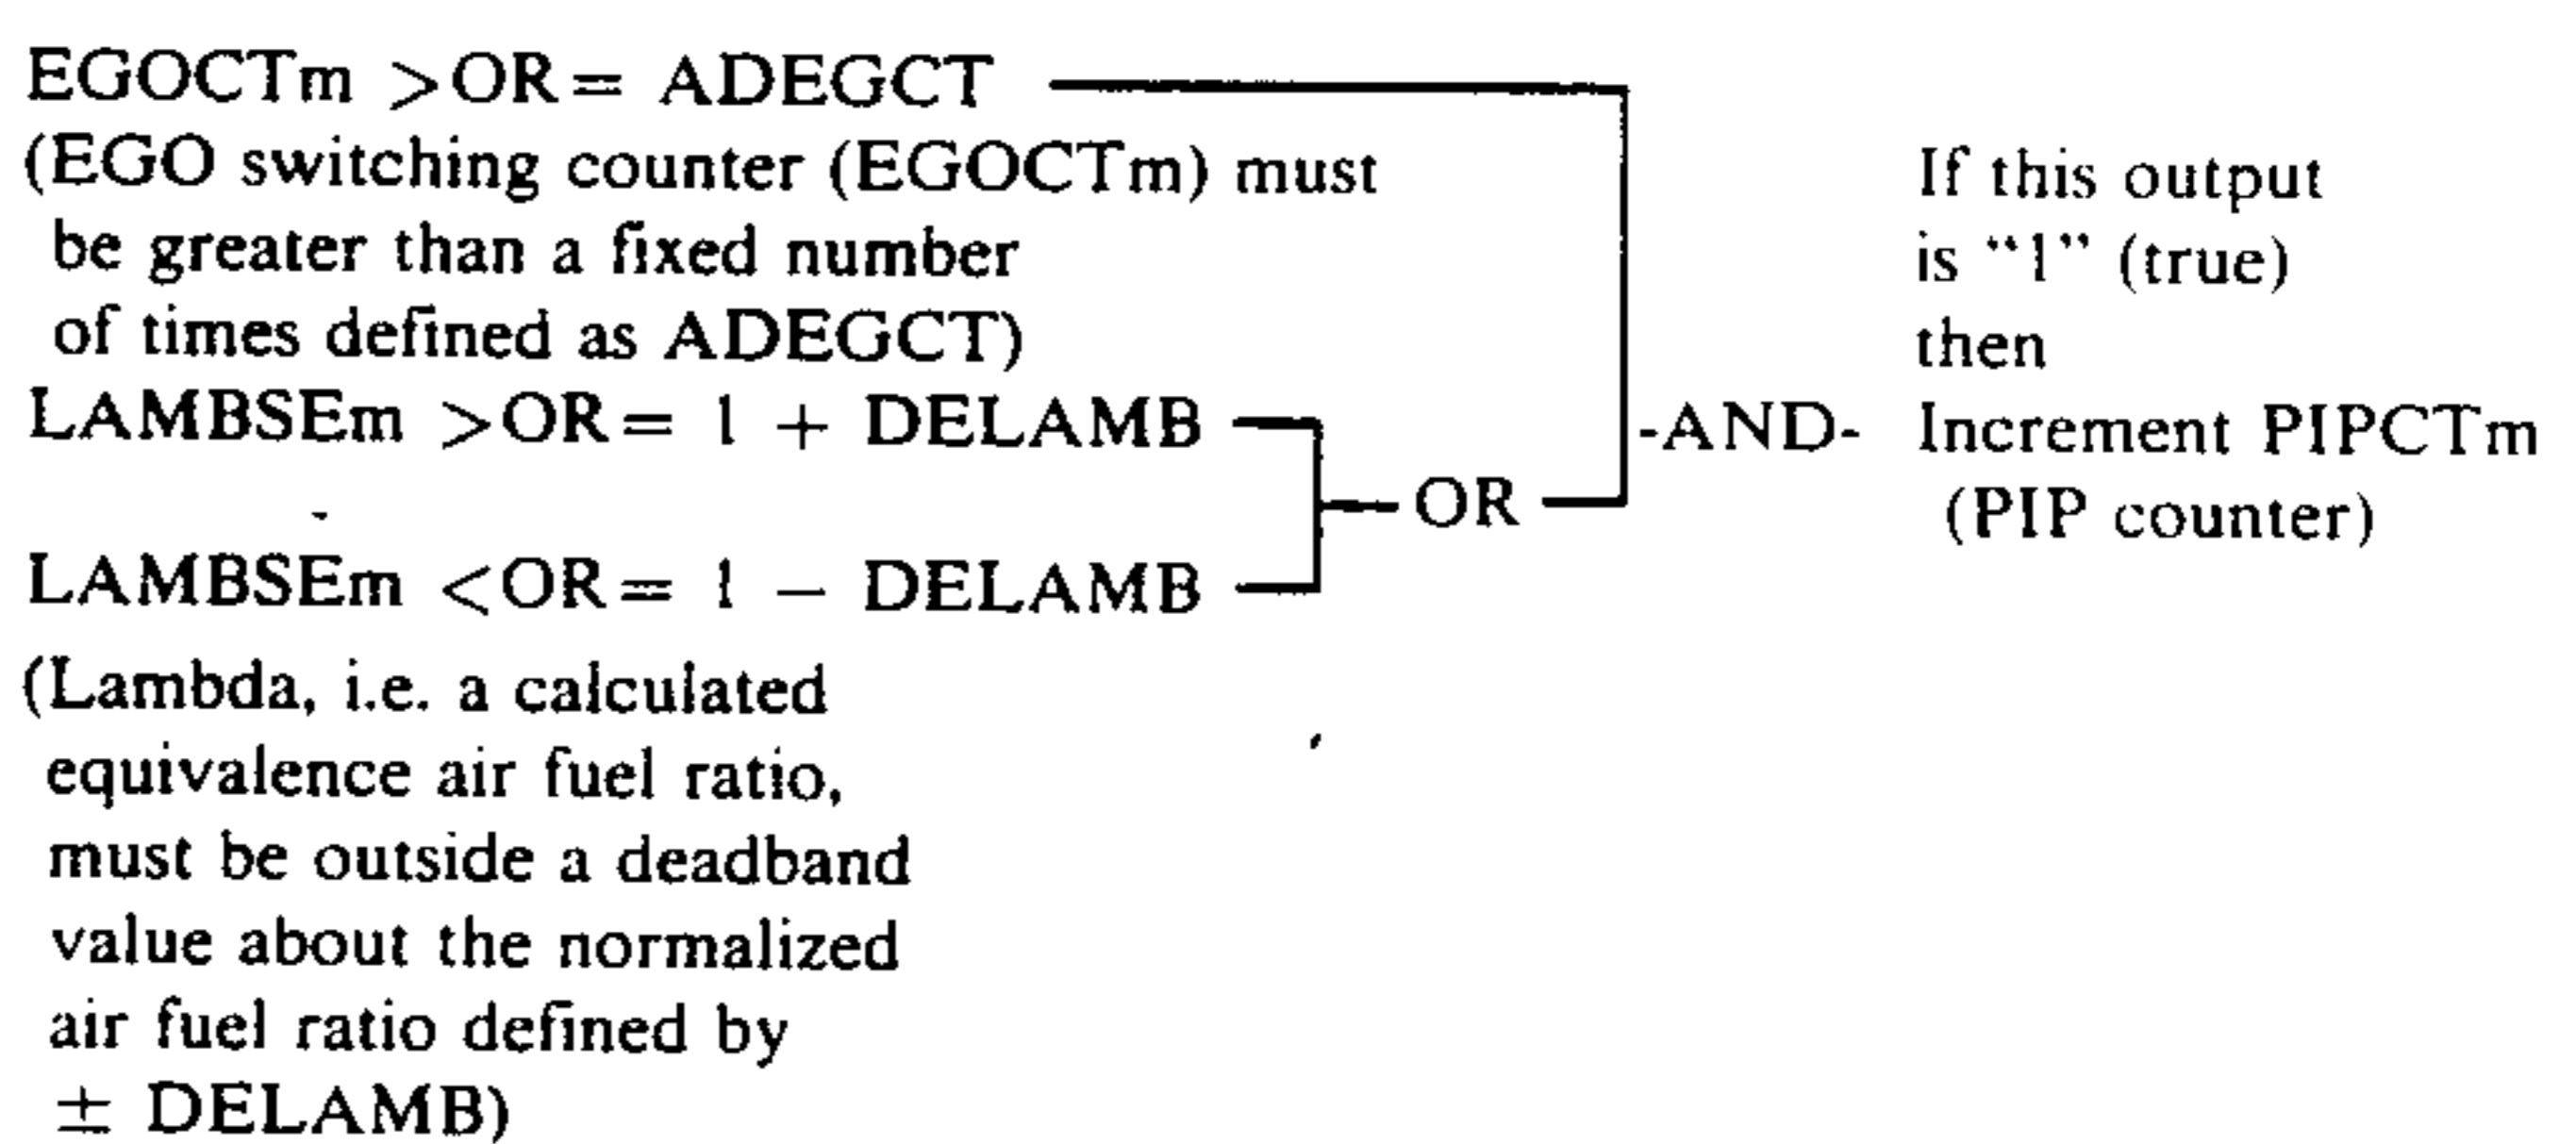 EGOCTm >OR= ADEGCT
(EGO switching counter (EGOCTm) must
be greater than a fixed number
of times defined as ADEGCT)
LAMBSEm >OR= 1 + DELAMB
OR
LAMBSEm <OR= 1 − DELAMB
(Lambda, i.e. a calculated
equivalence air fuel ratio,
must be outside a deadband
value about the normalized
air fuel ratio defined by
± DELAMB)
-AND-
If this output
is “1” (true)
then
Increment PIPCTm
(PIP counter)